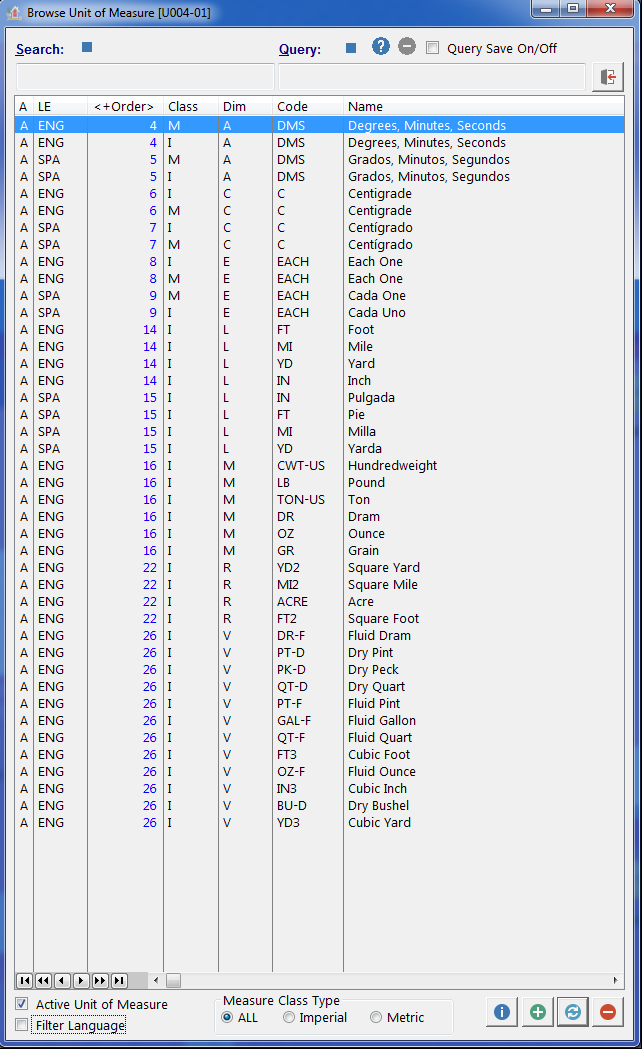 Browse Unit of Measure [U004-01]
Search: Query: ? Query Save On/Off
A LE <+Order> Class Dim Code Name
A ENG 4 M A DMS Degrees, Minutes, Seconds
A ENG 4 I A DMS Degrees, Minutes, Seconds
A SPA 5 M A DMS Grados, Minutos, Segundos
A SPA 5 I A DMS Grados, Minutos, Segundos
A ENG 6 I C C Centigrade
A ENG 6 M C C Centigrade
A SPA 7 I C C Centígrado
A SPA 7 M C C Centígrado
A ENG 8 I E EACH Each One
A ENG 8 M E EACH Each One
A SPA 9 M E EACH Cada One
A SPA 9 I E EACH Cada Uno
A ENG 14 I L FT Foot
A ENG 14 I L MI Mile
A ENG 14 I L YD Yard
A ENG 14 I L IN Inch
A SPA 15 I L IN Pulgada
A SPA 15 I L FT Pie
A SPA 15 I L MI Milla
A SPA 15 I L YD Yarda
A ENG 16 I M CWT-US Hundredweight
A ENG 16 I M LB Pound
A ENG 16 I M TON-US Ton
A ENG 16 I M DR Dram
A ENG 16 I M OZ Ounce
A ENG 16 I M GR Grain
A ENG 22 I R YD2 Square Yard
A ENG 22 I R MI2 Square Mile
A ENG 22 I R ACRE Acre
A ENG 22 I R FT2 Square Foot
A ENG 26 I V DR-F Fluid Dram
A ENG 26 I V PT-D Dry Pint
A ENG 26 I V PK-D Dry Peck
A ENG 26 I V QT-D Dry Quart
A ENG 26 I V PT-F Fluid Pint
A ENG 26 I V GAL-F Fluid Gallon
A ENG 26 I V QT-F Fluid Quart
A ENG 26 I V FT3 Cubic Foot
A ENG 26 I V OZ-F Fluid Ounce
A ENG 26 I V IN3 Cubic Inch
A ENG 26 I V BU-D Dry Bushel
A ENG 26 I V YD3 Cubic Yard
Active Unit of Measure
Filter Language
Measure Class Type
ALL Imperial Metric